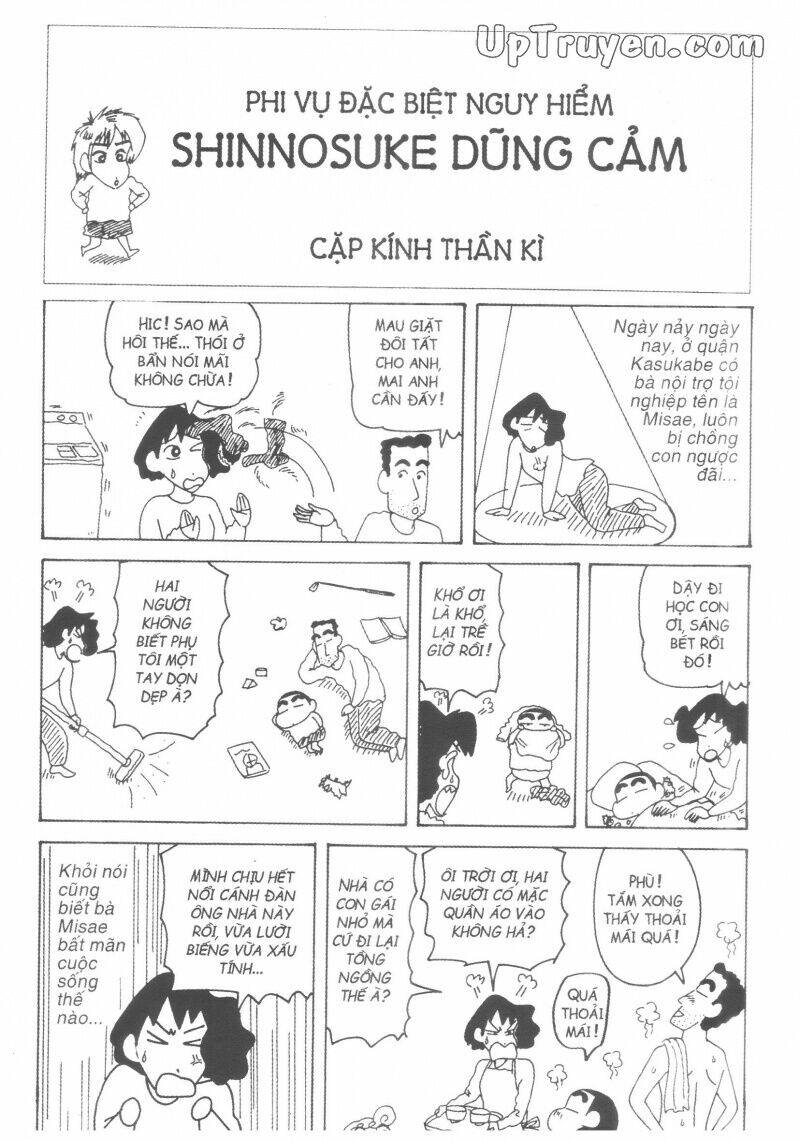 UpTruyen.com
PHI VỤ ĐẶC BIỆT NGUY HIỂM
SHINNOSUKE DŨNG CẢM
CẶP KÍNH THẦN KÌ
Ngày nảy ngày
nay, ở quận
Kasukabe có
bà nội trợ tội
nghiệp tên là
Misae, luôn
bị chồng
con ngược
đãi...
MAU GIẶT
ĐÔI TẤT
CHO ANH,
MAI ANH
CẦN ĐẤY!
HIC! SAO MÀ
HÔI THẾ... THÓI Ở
BẨN NÓI MÃI
KHÔNG CHỪA!
DẬY ĐI
HỌC CON
ƠI, SÁNG
BÉT RỒI
ĐÓ!
KHỔ ƠI
LÀ KHỔ,
LẠI TRỄ
GIỜ RỒI!
HAI
NGƯỜI
KHÔNG
BIẾT PHỤ
TÔI MỘT
TAY DỌN
DẸP À?
PHÙ!
TẮM XONG
THẤY THOẢI
MÁI QUÁ!
QUÁ
THOẢI
MÁI!
ÔI TRỜI ƠI, HAI
NGƯỜI CÓ MẶC
QUẦN ÁO VÀO
KHÔNG HẢ?
NHÀ CÓ
CON GÁI
NHỎ MÀ
CỨ ĐI LẠI
TỒNG
NGỒNG
THẾ À?
MÌNH CHỊU HẾT
NỔI CÁNH ĐÀN
ÔNG NHÀ NÀY
RỒI, VỪA LƯỜI
BIẾNG VỪA XẤU
TÍNH...
Khỏi nói
cũng
biết bà
Misae
bất mãn
cuộc
sống
thế
nào...